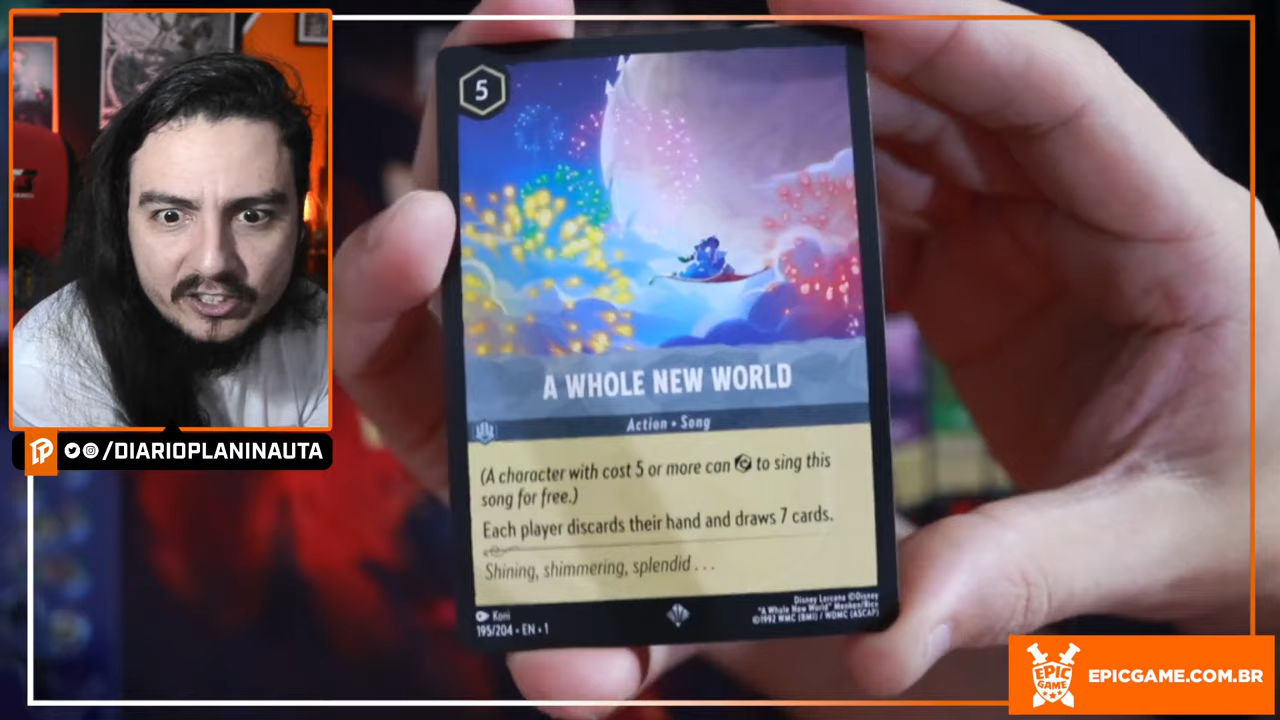 5
A WHOLE NEW WORLD
Action • Song
(A character with cost 5 or more can to sing this
song for free.)
Each player discards their hand and draws 7 cards.
Shining, shimmering, splendid . . .
Koni
195/204 • EN • 1
Disney Lorcana ©Disney
"A Whole New World" Menken/Rice
©1992 WMC (BMI) / WDMC (ASCAP)
/DIARIOPLANINAUTA
EPIC
GAME
EPICGAME.COM.BR